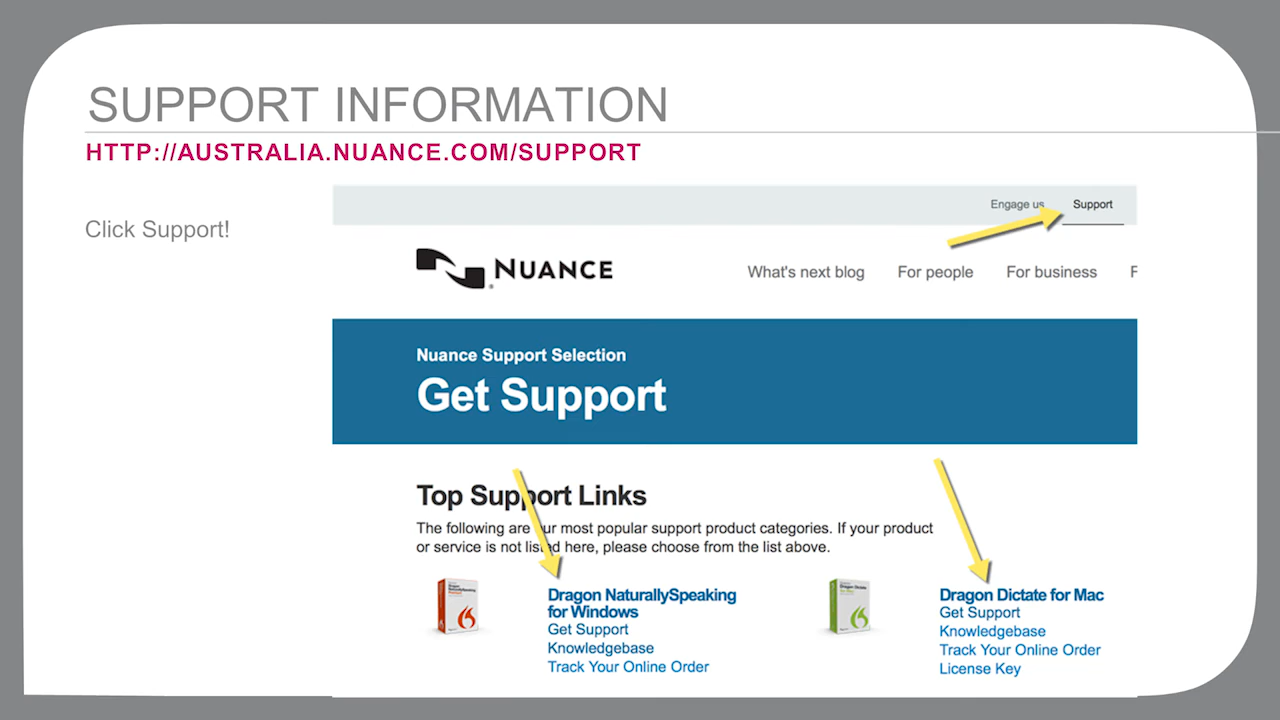 SUPPORT INFORMATION
HTTP://AUSTRALIA.NUANCE.COM/SUPPORT
Click Support!
Engage us Support
NUANCE
What's next blog For people For business F
Nuance Support Selection
Get Support
Top Support Links
The following are our most popular support product categories. If your product
or service is not listed here, please choose from the list above.
Dragon NaturallySpeaking
for Windows
Get Support
Knowledgebase
Track Your Online Order
Dragon Dictate for Mac
Get Support
Knowledgebase
Track Your Online Order
License Key